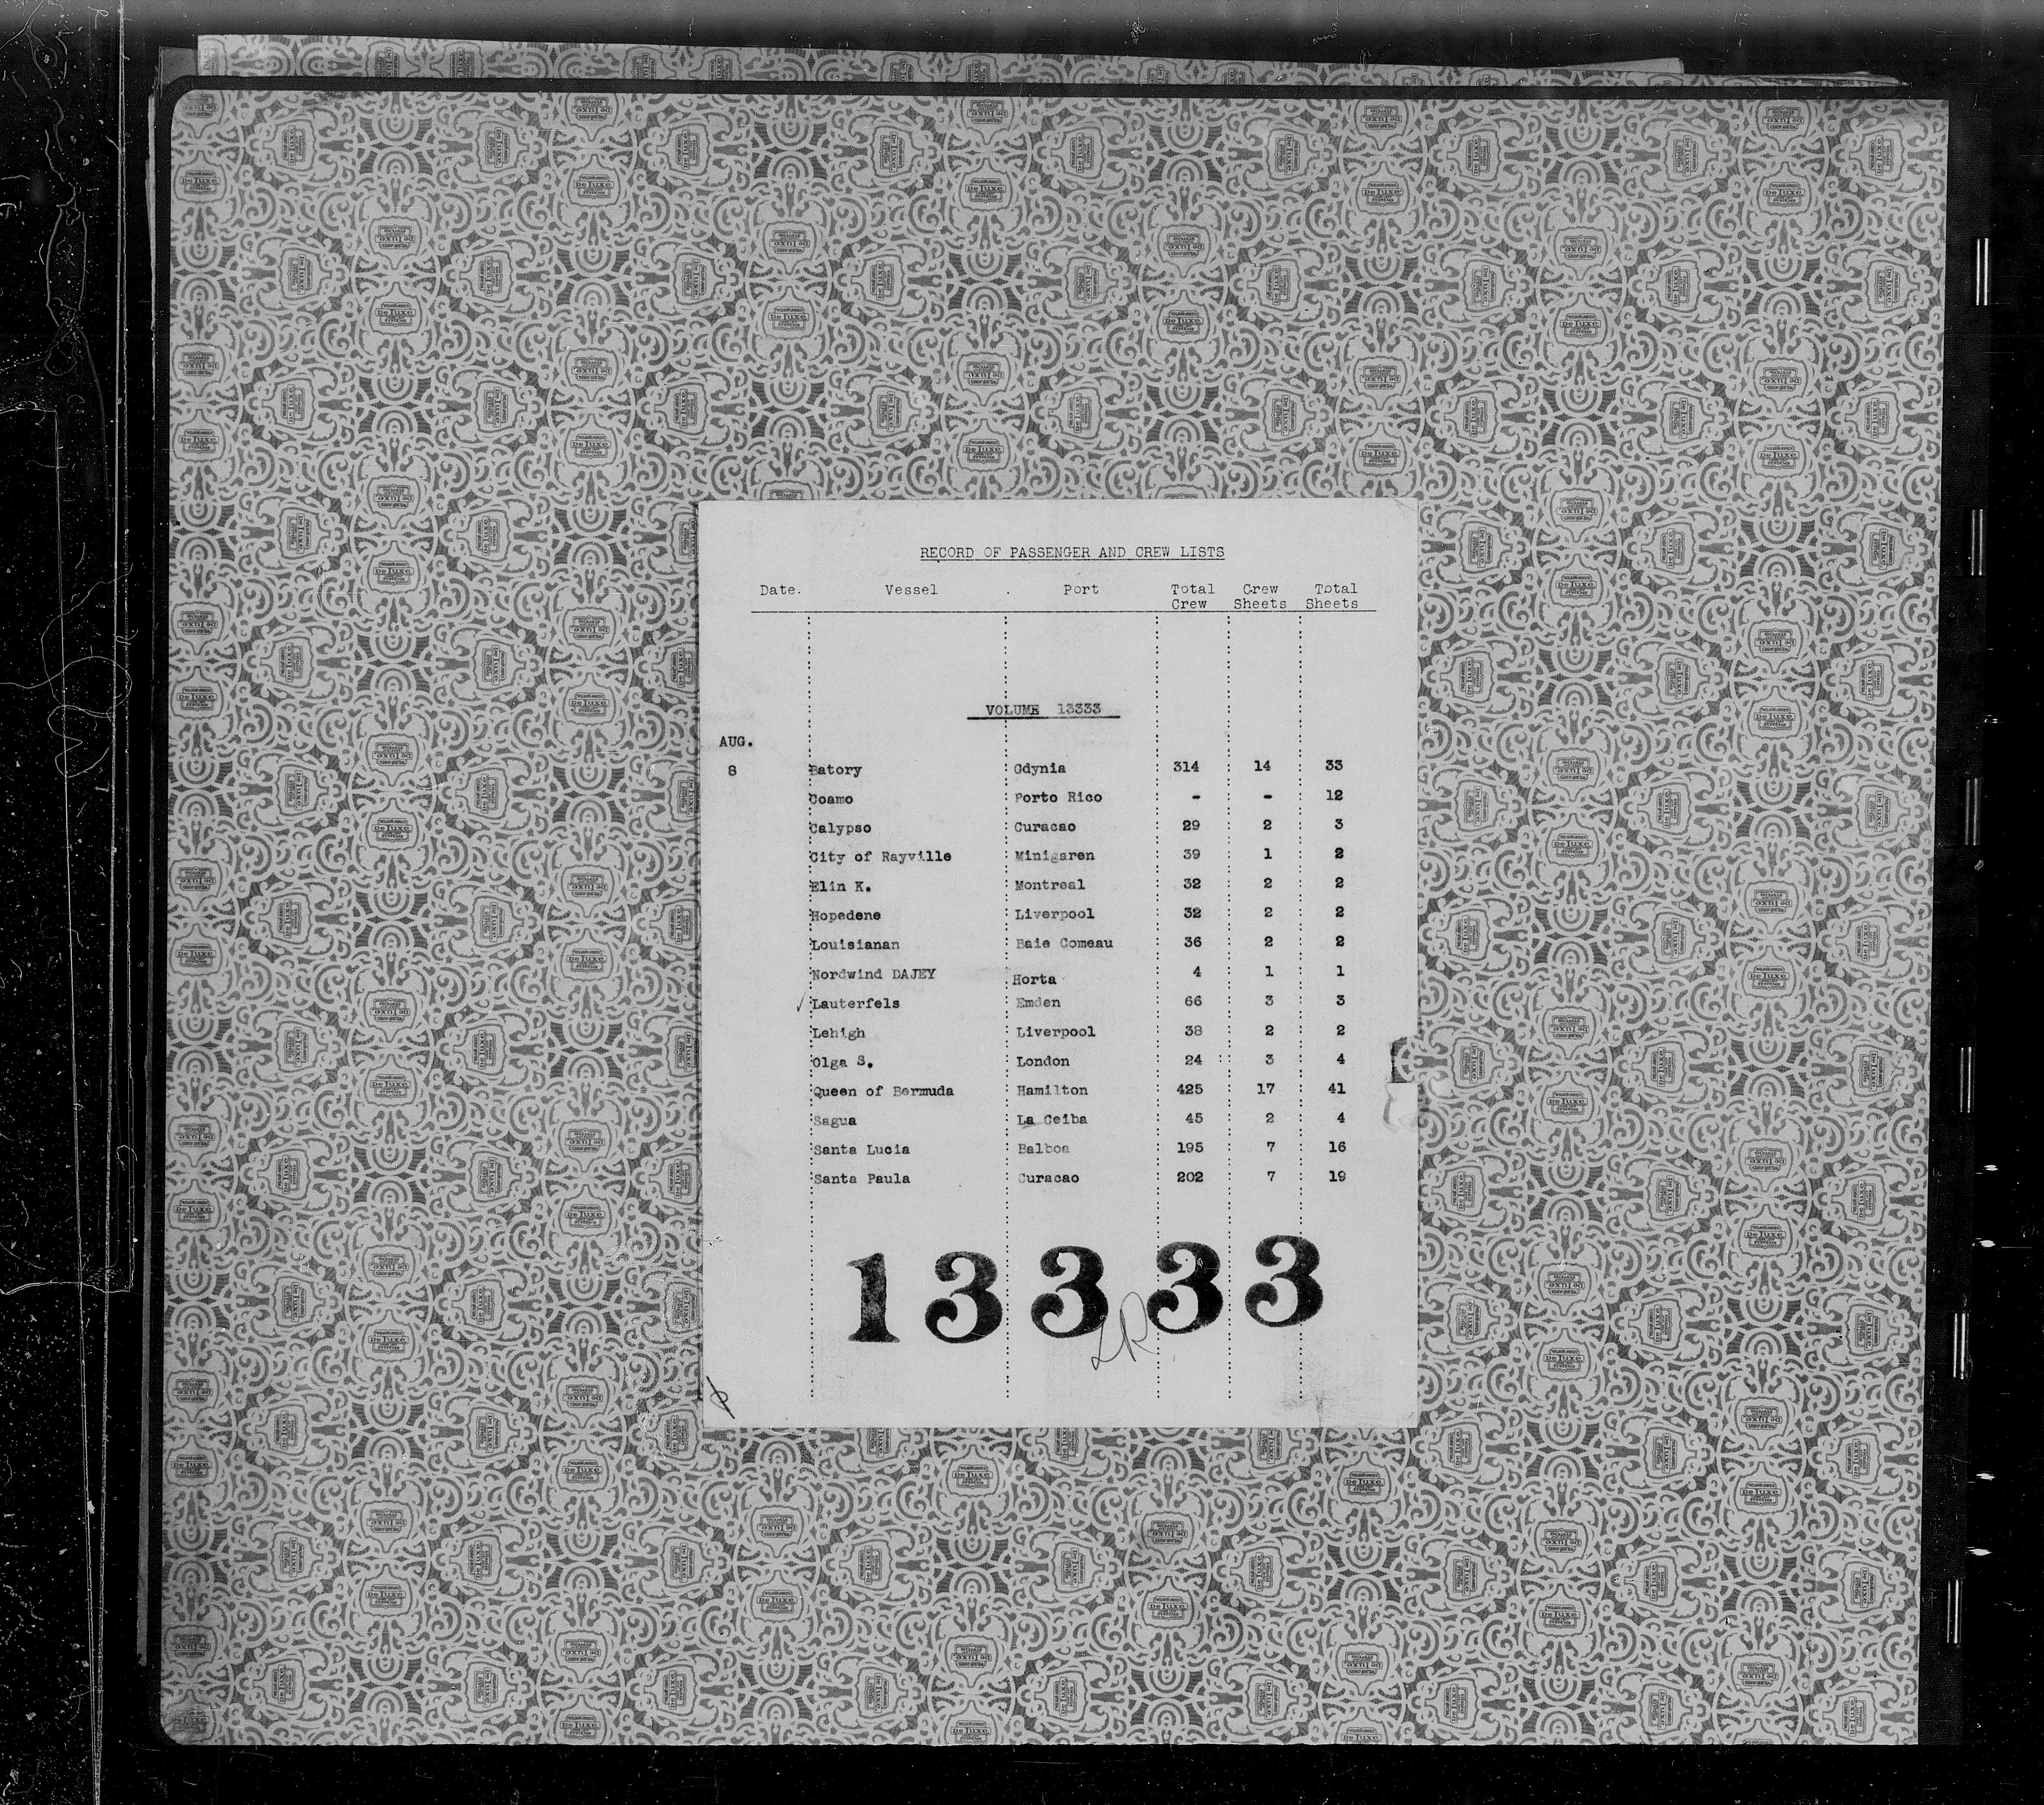 RECORD OF PASSENGER AND CREW LISTS
Date. Vessel . Port Total Crew Total
Crew Sheets Sheets
VOLUME 13333
AUG.
8 Batory Gdynia 314 14 33
Coamo Porto Rico - - 12
Calypso Curacao 29 2 3
City of Rayville Minigaren 39 1 2
Elin K. Montreal 32 2 2
Hopedene Liverpool 32 2 2
Louisianan Baie Comeau 36 2 2
Nordwind DAJEY Horta 4 1 1
✓ Lauterfels Emden 66 3 3
Lehigh Liverpool 38 2 2
Olga S. London 24 3 4
Queen of Bermuda Hamilton 425 17 41
Sagua La Ceiba 45 2 4
Santa Lucia Balboa 195 7 16
Santa Paula Curacao 202 7 19
13333
LR